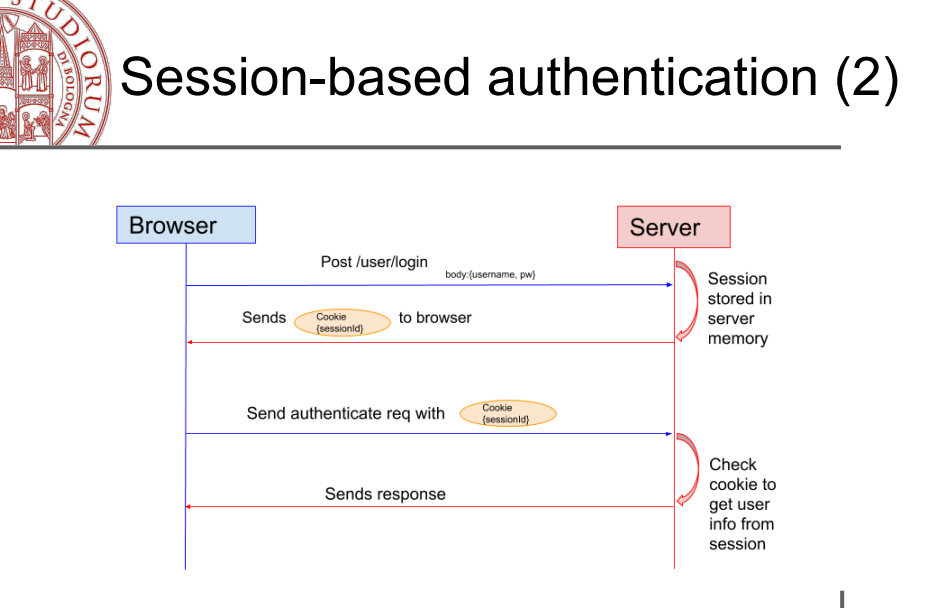 STUDIORUM
DI BOLOGNA
Session-based authentication (2)
Browser
Server
Post /user/login
body:{username, pw}
Session
stored in
server
memory
Sends
Cookie
{sessionId}
to browser
Send authenticate req with
Cookie
{sessionId}
Check
cookie to
get user
info from
session
Sends response